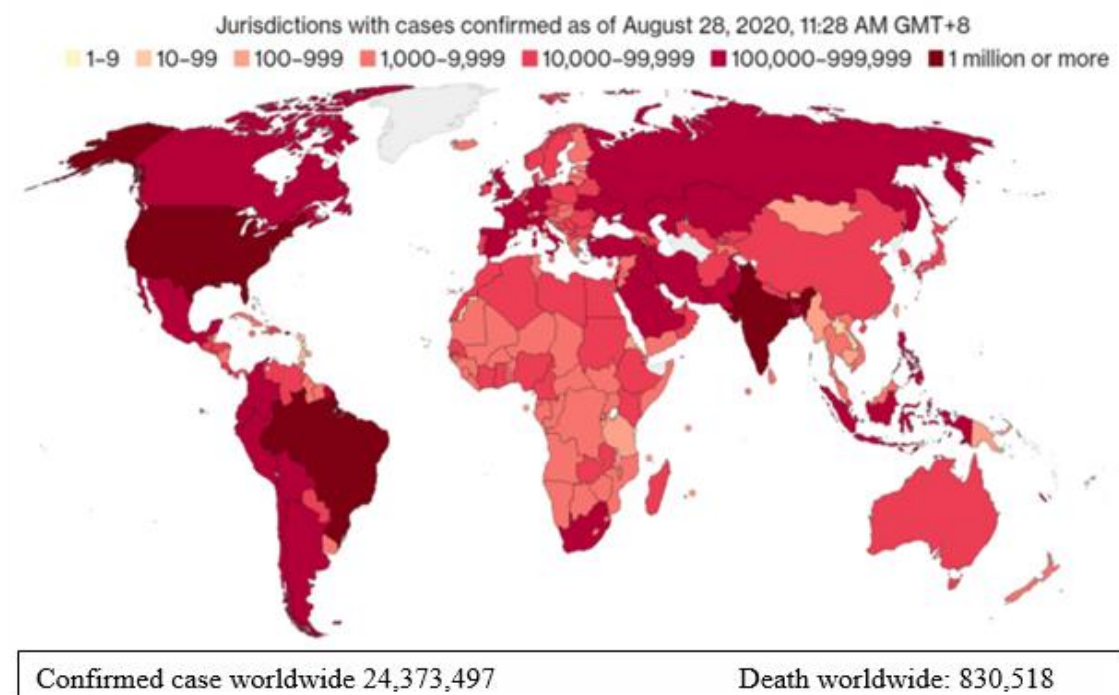 Jurisdictions with cases confirmed as of August 28, 2020, 11:28 AM GMT+8
1–9 10–99 100–999 1,000–9,999 10,000–99,999 100,000–999,999 1 million or more
Confirmed case worldwide 24,373,497 Death worldwide: 830,518